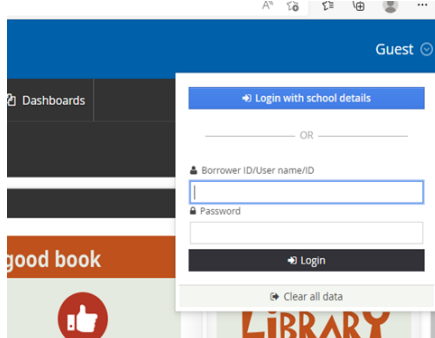 Guest
Dashboards
Login with school details
OR
Borrower ID/User name/ID
Password
Login
Clear all data
good book
LIBRARY